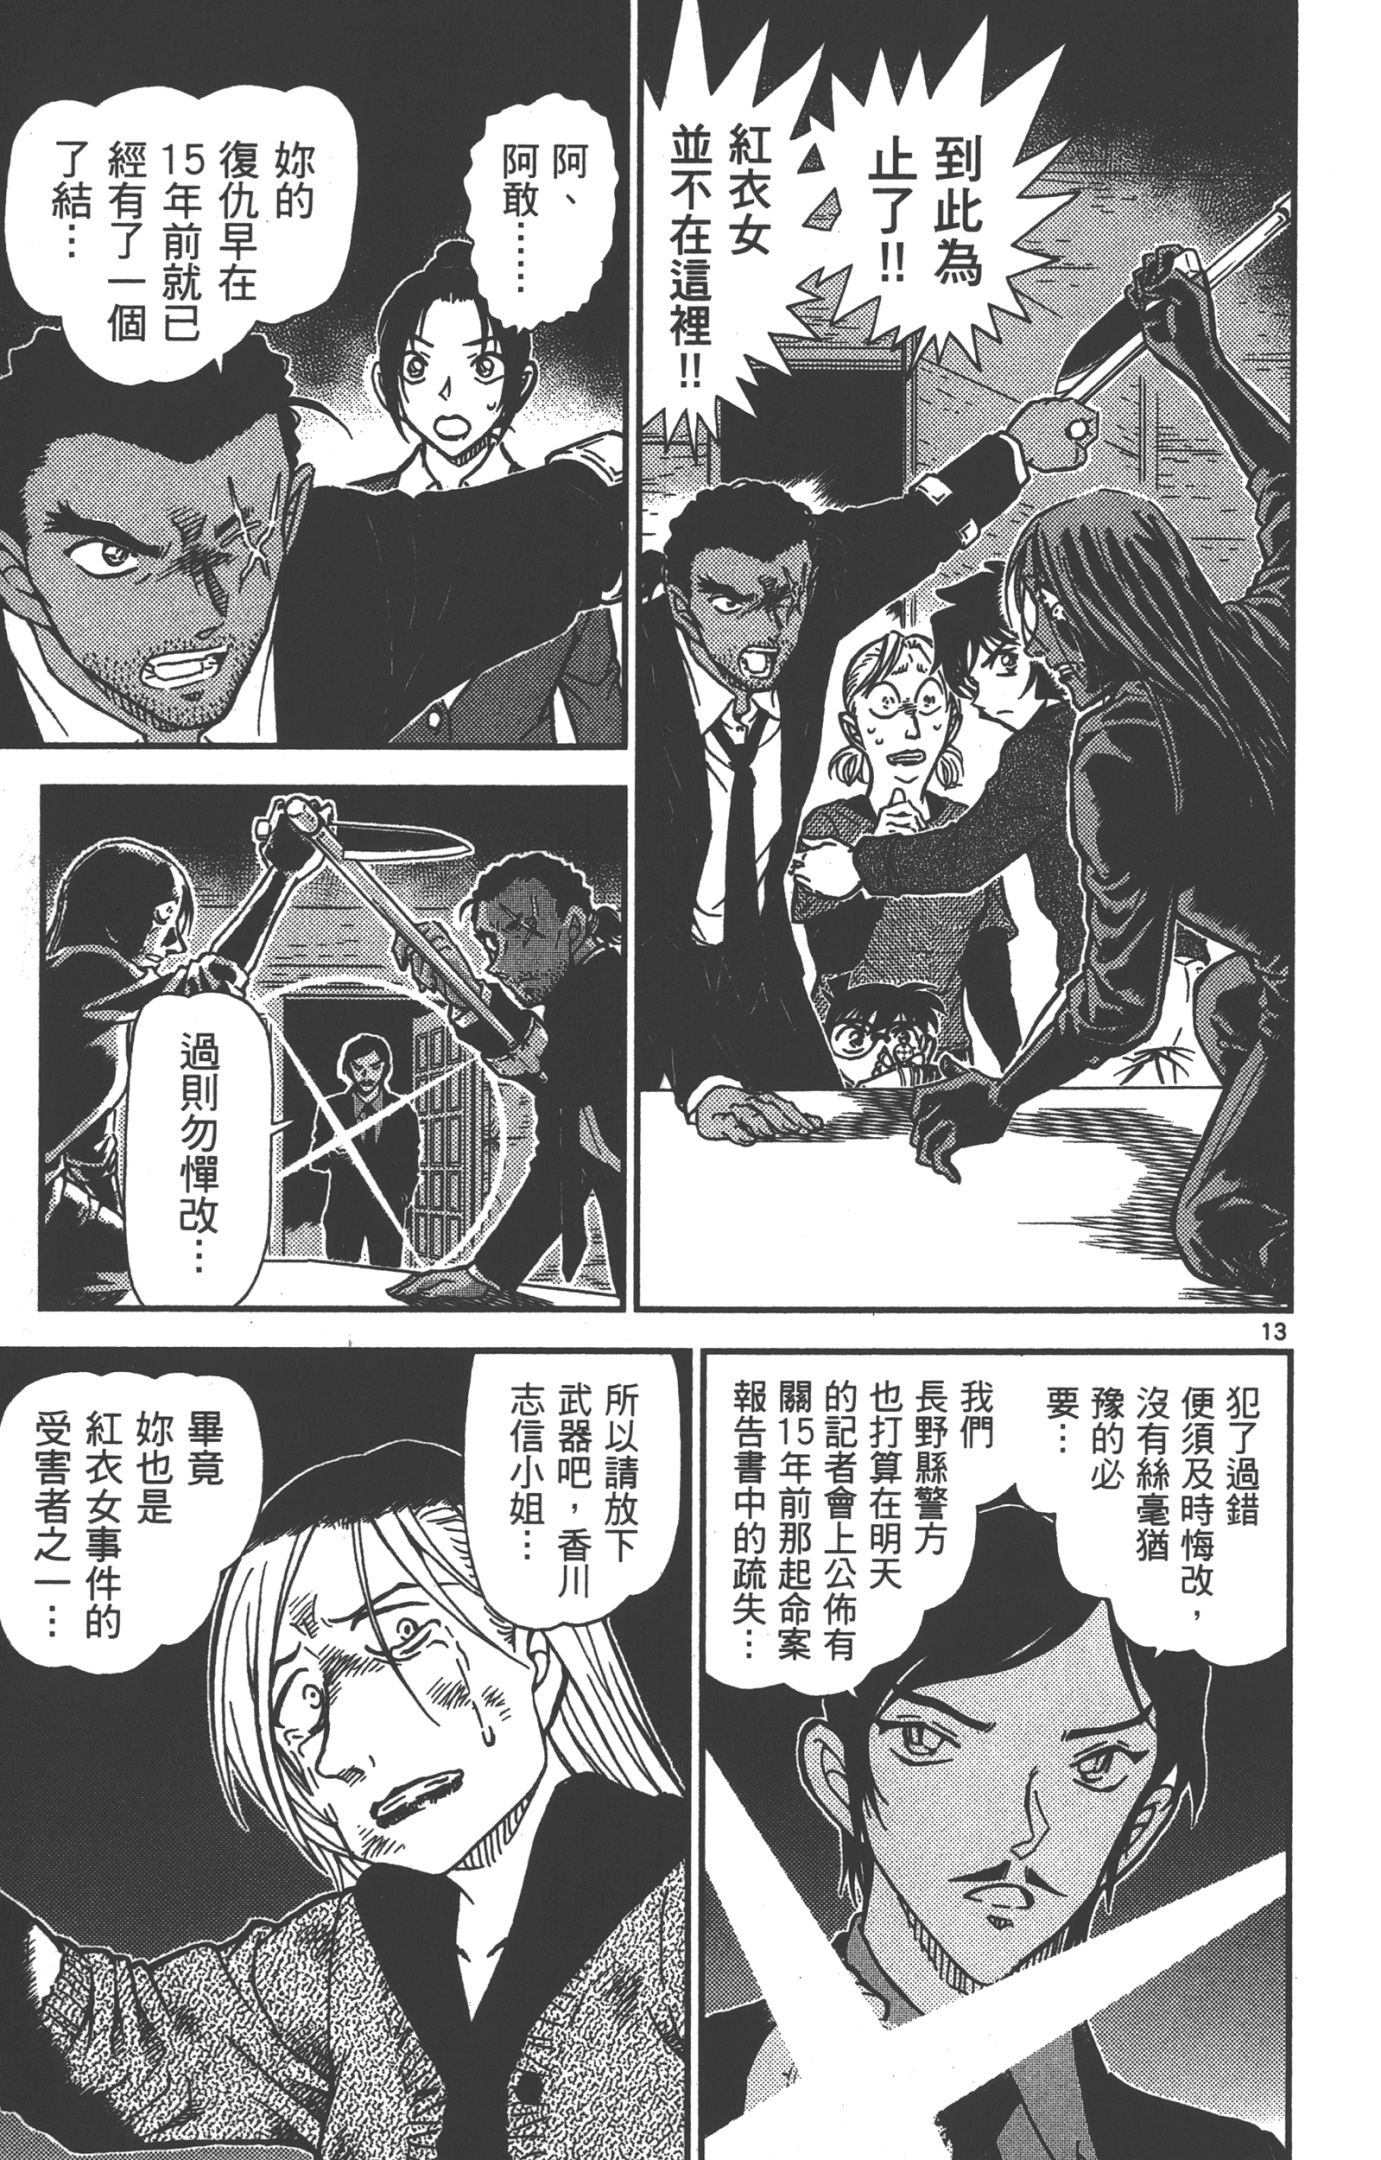 到此為
止了!!
紅衣女
並不在這裡!!
阿、
阿敢……
妳的
復仇早在
15年前就已
經有了一個
了結…
過則勿憚改…
13
犯了過錯
便須及時悔改，
沒有絲毫猶
豫的必
要…
我們
長野縣警方
也打算在明天
的記者會上公佈有
關15年前那起命案
報告書中的疏失…
所以請放下
武器吧，香川
志信小姐…
畢竟
妳也是
紅衣女事件的
受害者之一…